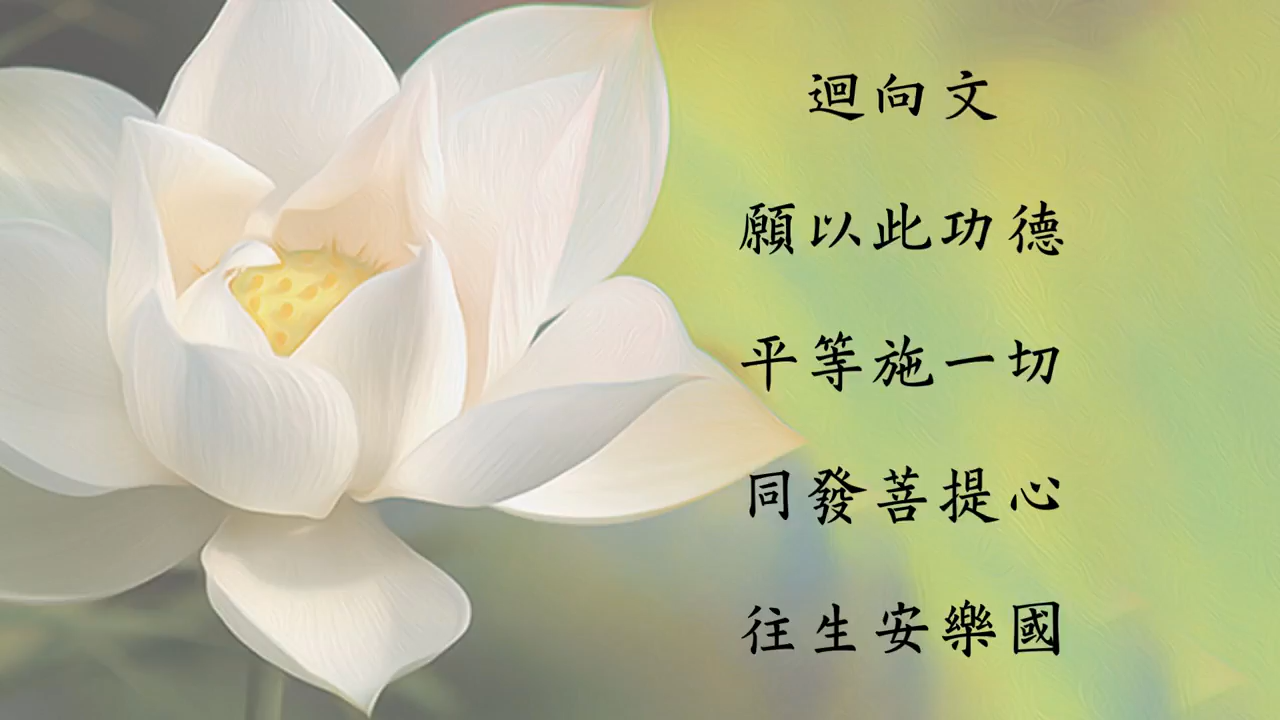 迴向文
願以此功德
平等施一切
同發菩提心
往生安樂國